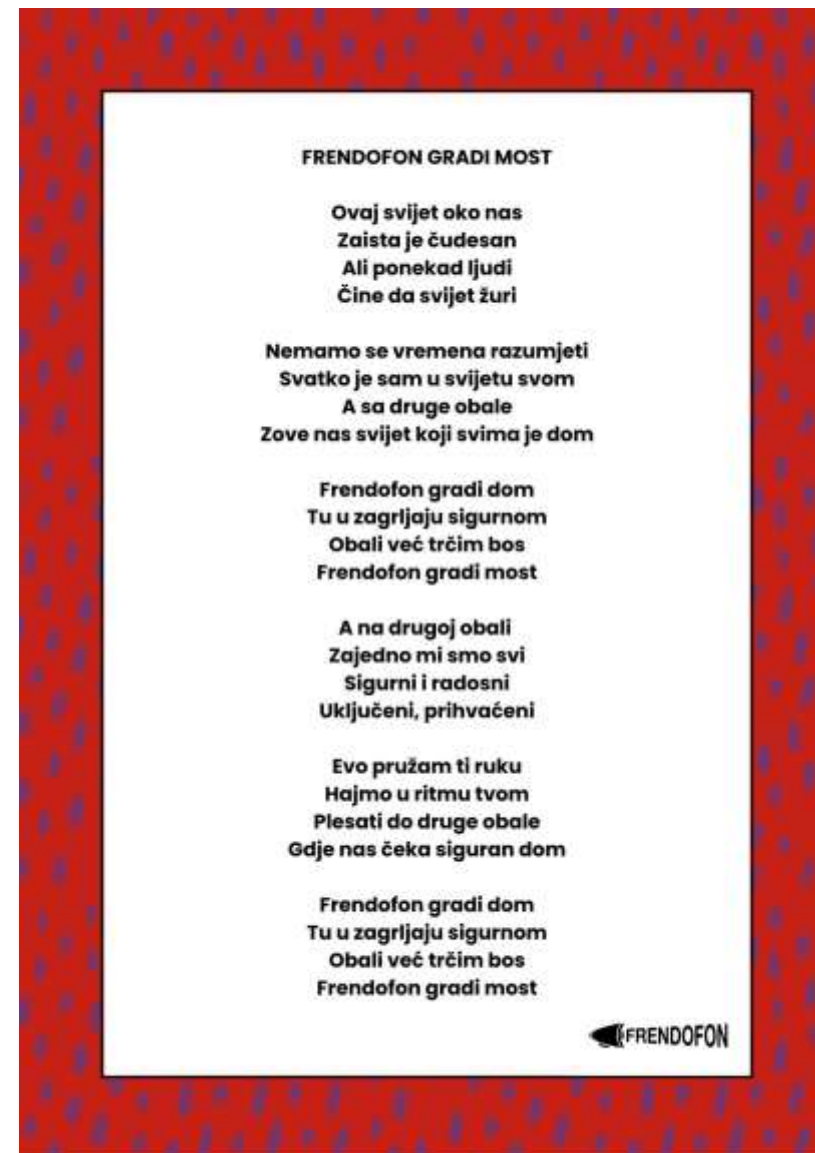 FRENDOFON GRADI MOST
Ovaj svijet oko nas
Zaista je čudesan
Ali ponekad ljudi
Čine da svijet žuri
Nemamo se vremena razumjeti
Svatko je sam u svijetu svom
A sa druge obale
Zove nas svijet koji svima je dom
Frendofon gradi dom
Tu u zagrljaju sigurnom
Obali već trčim bos
Frendofon gradi most
A na drugoj obali
Zajedno mi smo svi
Sigurni i radosni
Uključeni, prihvaćeni
Evo pružam ti ruku
Hajmo u ritmu tvom
Plesati do druge obale
Gdje nas čeka siguran dom
Frendofon gradi dom
Tu u zagrljaju sigurnom
Obali već trčim bos
Frendofon gradi most
FRENDOFON